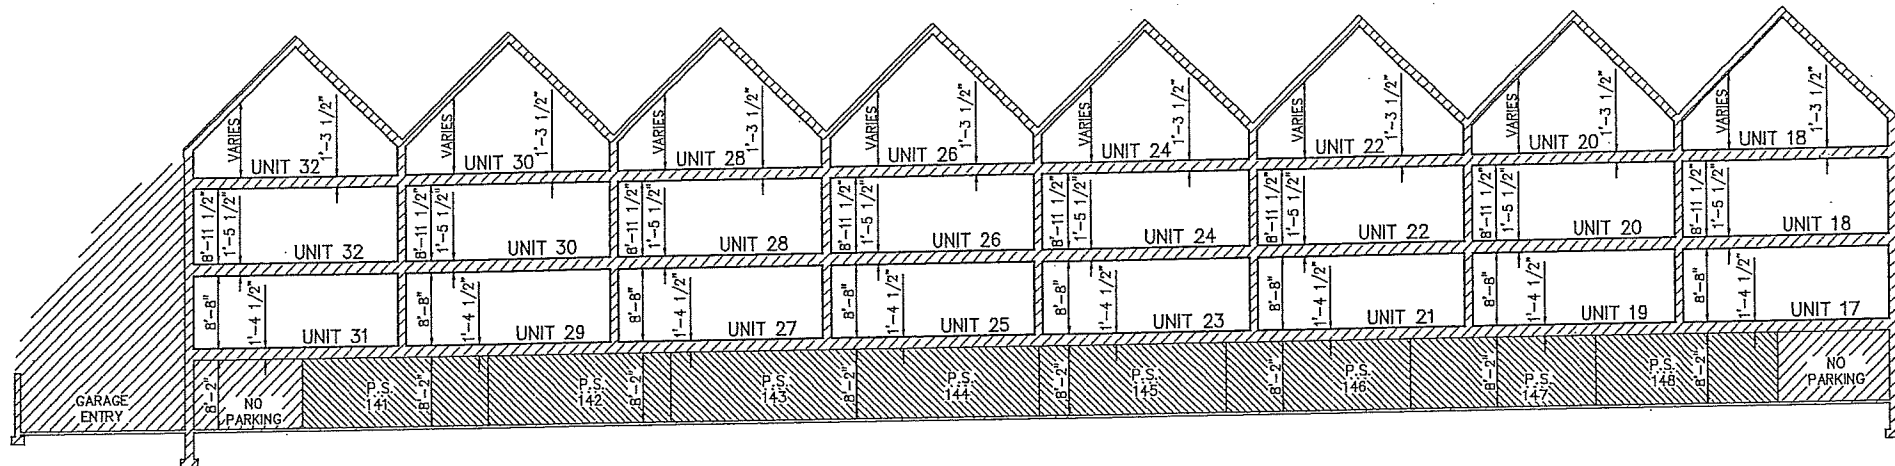 VARIES 1'-3 1/2" VARIES 1'-3 1/2" VARIES 1'-3 1/2" VARIES 1'-3 1/2" VARIES 1'-3 1/2" VARIES 1'-3 1/2" VARIES 1'-3 1/2" VARIES 1'-3 1/2"
UNIT 32 UNIT 30 UNIT 28 UNIT 26 UNIT 24 UNIT 22 UNIT 20 UNIT 18
8'-11 1/2" 1'-5 1/2" 8'-11 1/2" 1'-5 1/2" 8'-11 1/2" 1'-5 1/2" 8'-11 1/2" 1'-5 1/2" 8'-11 1/2" 1'-5 1/2" 8'-11 1/2" 1'-5 1/2" 8'-11 1/2" 1'-5 1/2" 8'-11 1/2" 1'-5 1/2"
UNIT 32 UNIT 30 UNIT 28 UNIT 26 UNIT 24 UNIT 22 UNIT 20 UNIT 18
8'-8" 1'-4 1/2" 8'-8" 1'-4 1/2" 8'-8" 1'-4 1/2" 8'-8" 1'-4 1/2" 8'-8" 1'-4 1/2" 8'-8" 1'-4 1/2" 8'-8" 1'-4 1/2" 8'-8" 1'-4 1/2"
UNIT 31 UNIT 29 UNIT 27 UNIT 25 UNIT 23 UNIT 21 UNIT 19 UNIT 17
GARAGE
ENTRY
8'-2"
NO
PARKING
P.S.
141
8'-2"
P.S.
142
8'-2"
P.S.
143
8'-2"
P.S.
144
8'-2"
P.S.
145
8'-2"
P.S.
146
8'-2"
P.S.
147
P.S.
148
8'-2"
NO
PARKING